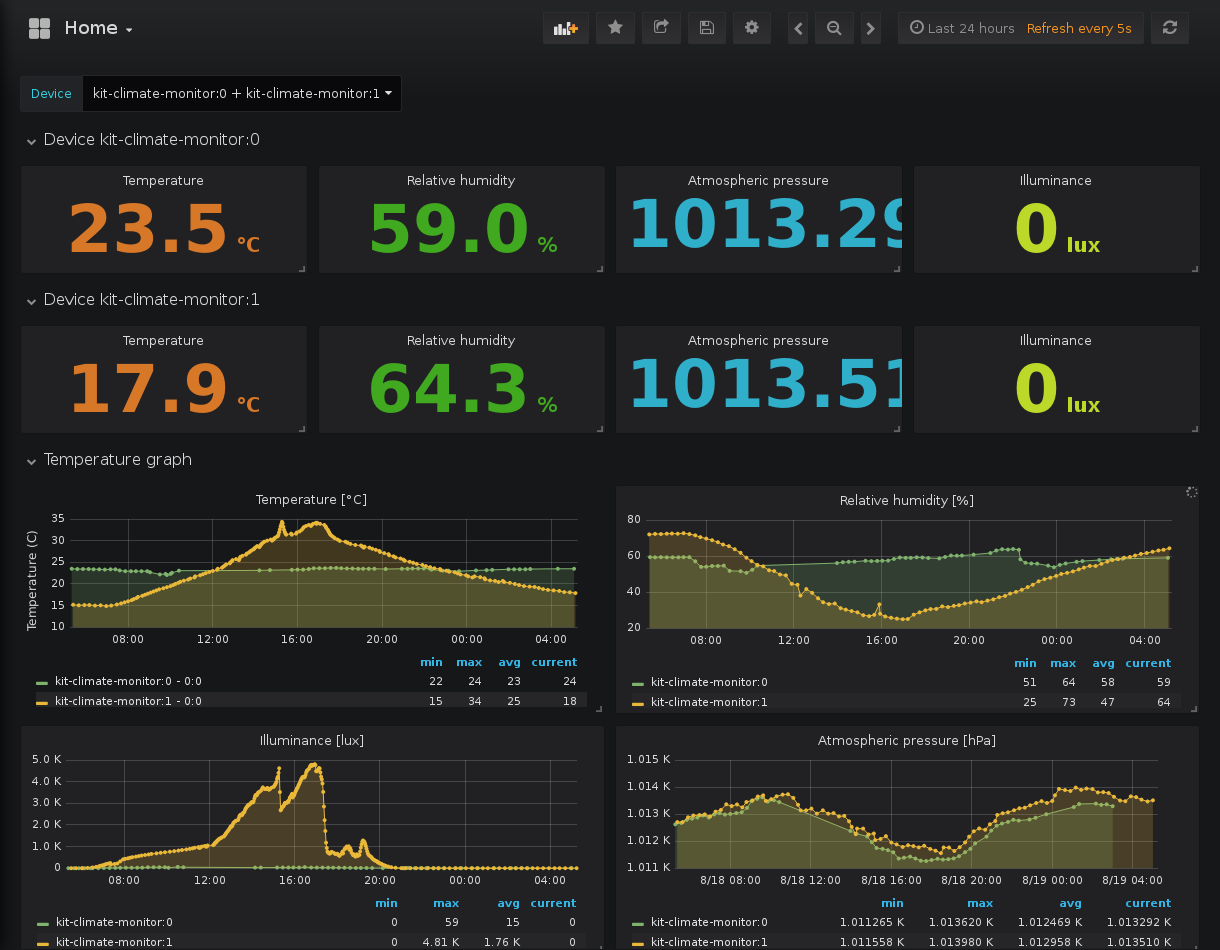 Home
Last 24 hours Refresh every 5s
Device kit-climate-monitor:0 + kit-climate-monitor:1
Device kit-climate-monitor:0
Temperature Relative humidity Atmospheric pressure Illuminance
23.5 °C 59.0 % 1013.29 0 lux
Device kit-climate-monitor:1
Temperature Relative humidity Atmospheric pressure Illuminance
17.9 °C 64.3 % 1013.51 0 lux
Temperature graph
Temperature [°C]
Temperature (C)
35
30
25
20
15
10
08:00 12:00 16:00 20:00 00:00 04:00
min max avg current
kit-climate-monitor:0 - 0:0 22 24 23 24
kit-climate-monitor:1 - 0:0 15 34 25 18
Relative humidity [%]
80
60
40
20
08:00 12:00 16:00 20:00 00:00 04:00
min max avg current
kit-climate-monitor:0 51 64 58 59
kit-climate-monitor:1 25 73 47 64
Illuminance [lux]
5.0 K
4.0 K
3.0 K
2.0 K
1.0 K
0
08:00 12:00 16:00 20:00 00:00 04:00
min max avg current
kit-climate-monitor:0 0 59 15 0
kit-climate-monitor:1 0 4.81 K 1.76 K 0
Atmospheric pressure [hPa]
1.015 K
1.014 K
1.013 K
1.012 K
1.011 K
8/18 08:00 8/18 12:00 8/18 16:00 8/18 20:00 8/19 00:00 8/19 04:00
min max avg current
kit-climate-monitor:0 1.011265 K 1.013620 K 1.012469 K 1.013292 K
kit-climate-monitor:1 1.011558 K 1.013980 K 1.012958 K 1.013510 K